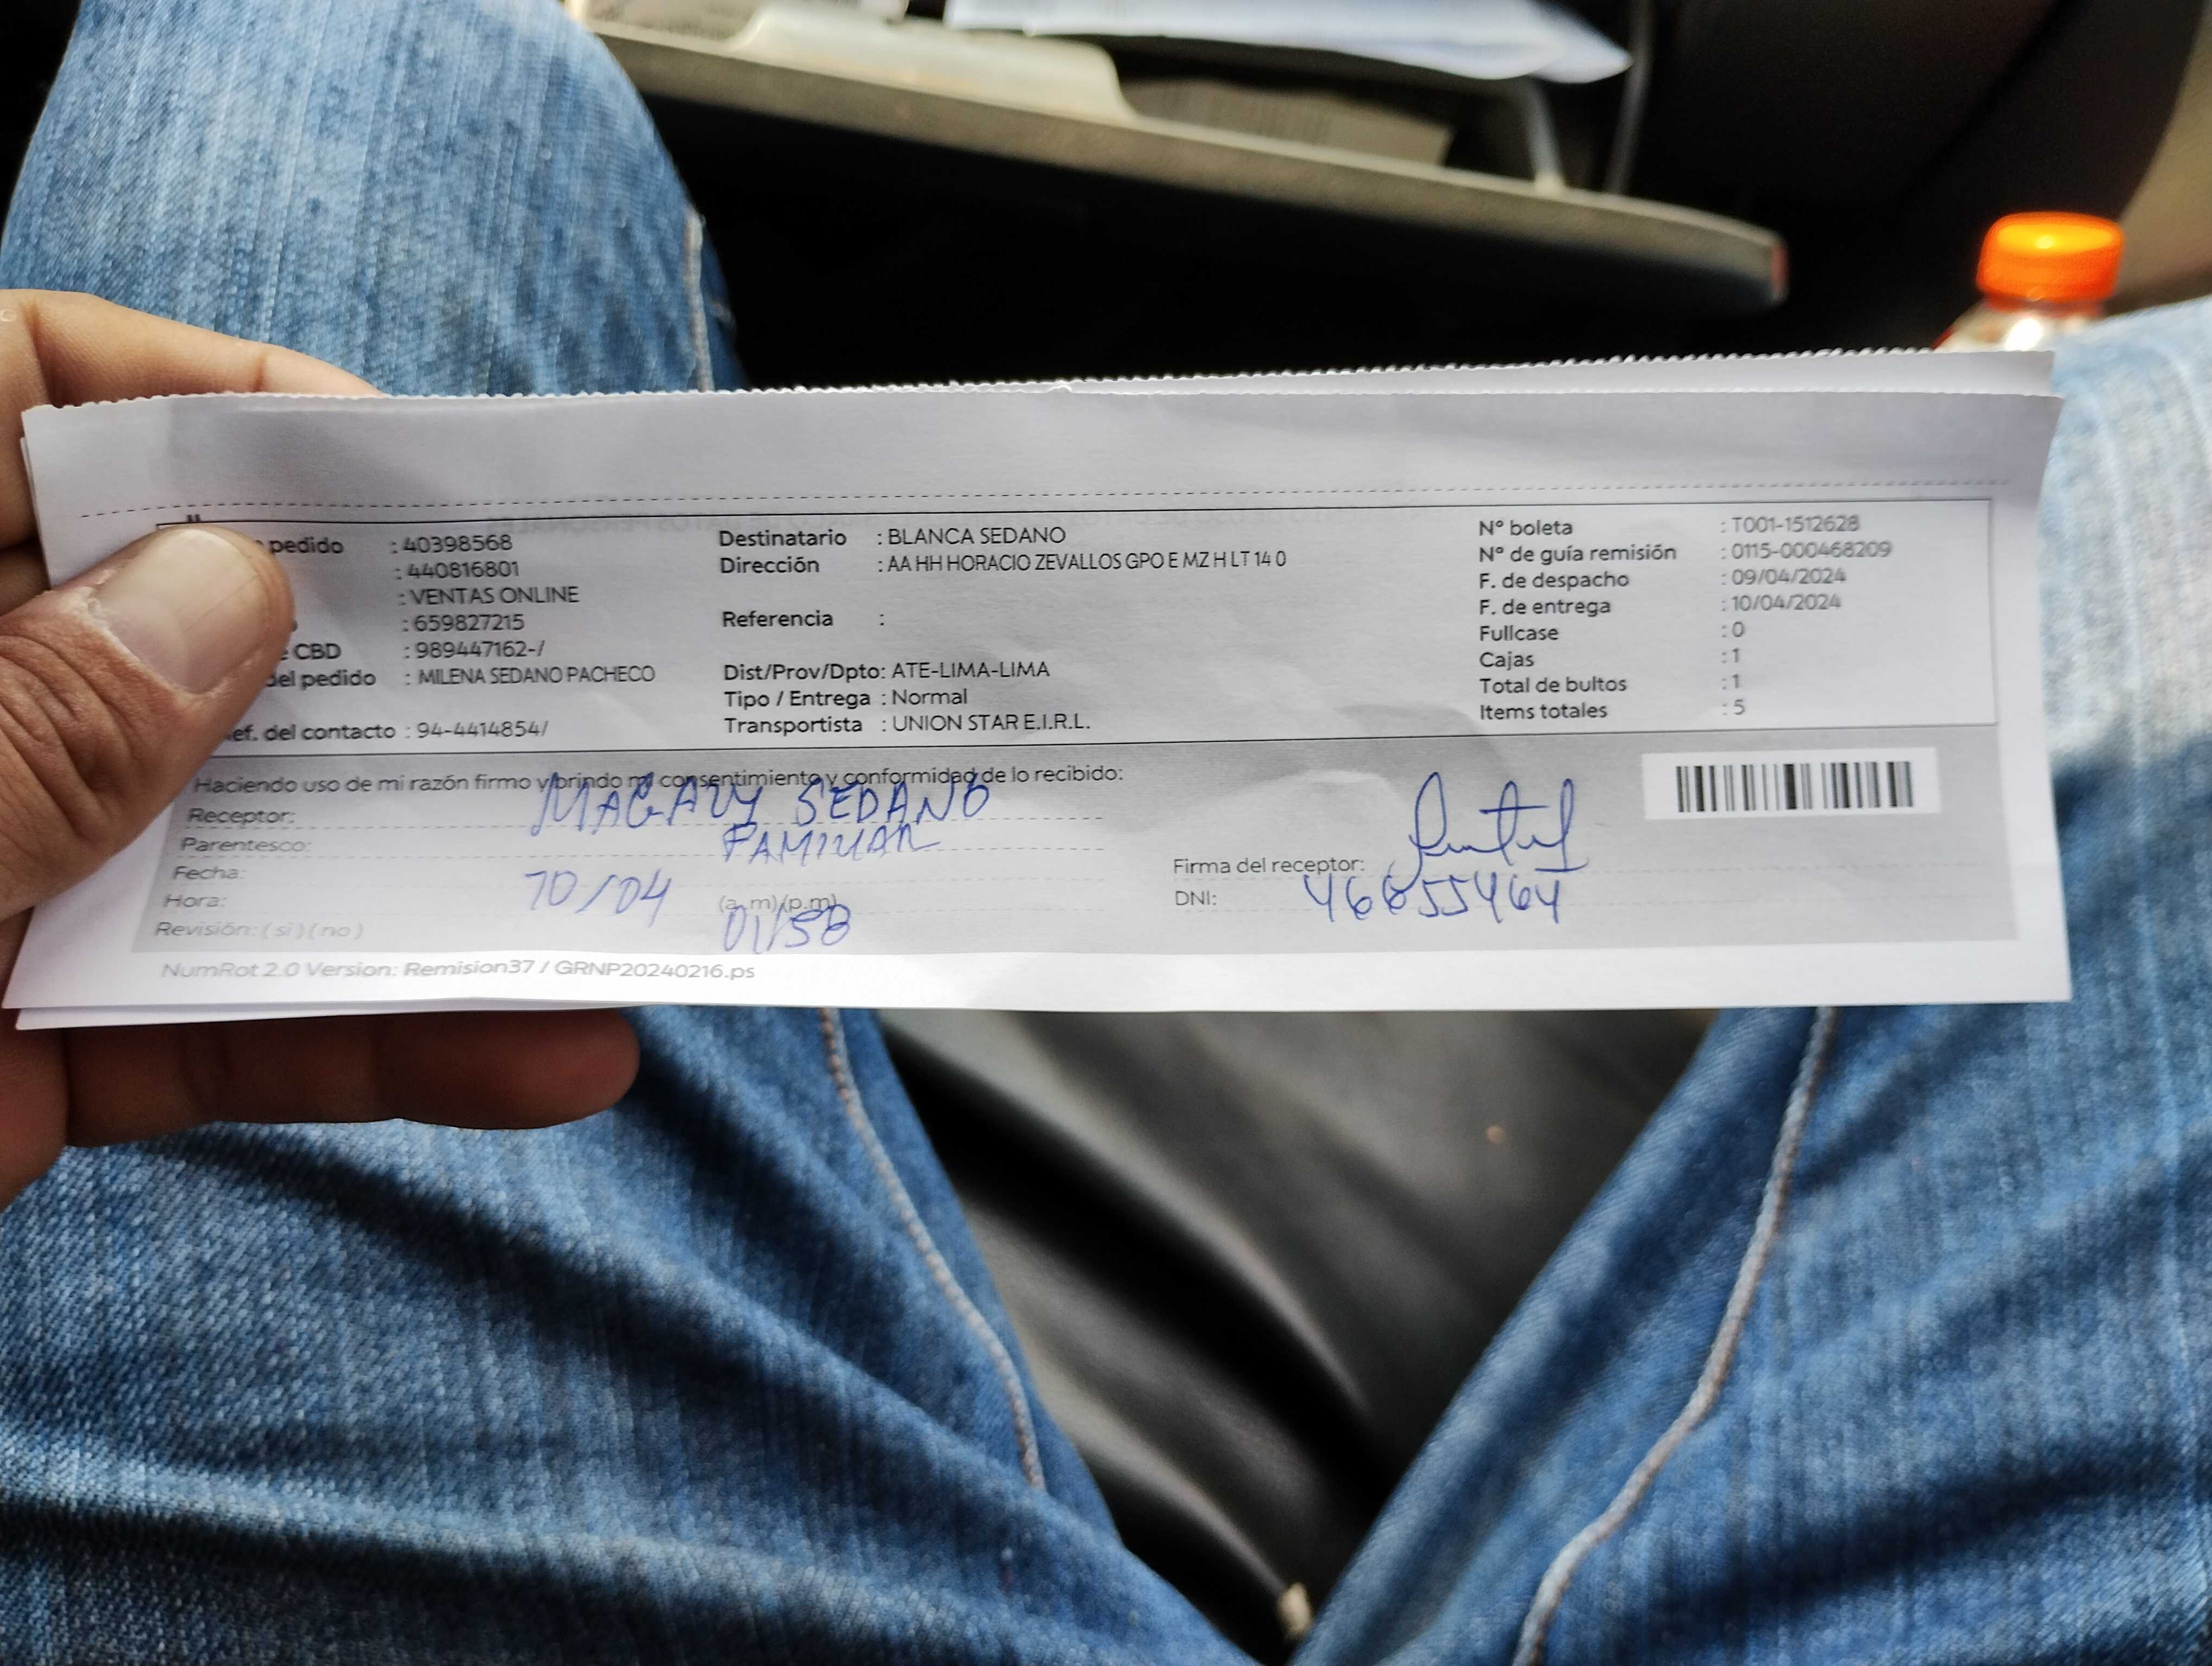 pedido : 40398568
: 440816801
: VENTAS ONLINE
: 659827215
CBD : 989447162-/
del pedido : MILENA SEDANO PACHECO
ef. del contacto : 94-4414854/
Destinatario : BLANCA SEDANO
Dirección : AA HH HORACIO ZEVALLOS GPO E MZ H LT 14 0
Referencia :
Dist/Prov/Dpto: ATE-LIMA-LIMA
Tipo / Entrega : Normal
Transportista : UNION STAR E.I.R.L.
Nº boleta : T001-1512628
Nº de guía remisión : 0115-000468209
F. de despacho : 09/04/2024
F. de entrega : 10/04/2024
Fullcase : 0
Cajas : 1
Total de bultos : 1
Items totales : 5
Haciendo uso de mi razón firmo y brindo mi consentimiento y conformidad de lo recibido:
Receptor: SEDANO
Parentesco: FAMILIAR
Fecha: 10/04
Hora: (a. m) (p.m) 01/58
Revisión: ( si ) ( no )
Firma del receptor:
DNI: 46655464
NumRot 2.0 Version: Remision37 / GRNP20240216.ps